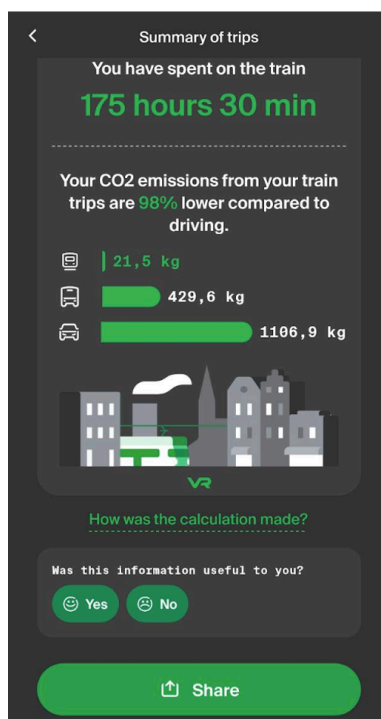 Summary of trips
You have spent on the train
175 hours 30 min
Your CO2 emissions from your train
trips are 98% lower compared to
driving.
21,5 kg
429,6 kg
1106,9 kg
VR
How was the calculation made?
Was this information useful to you?
Yes
No
Share